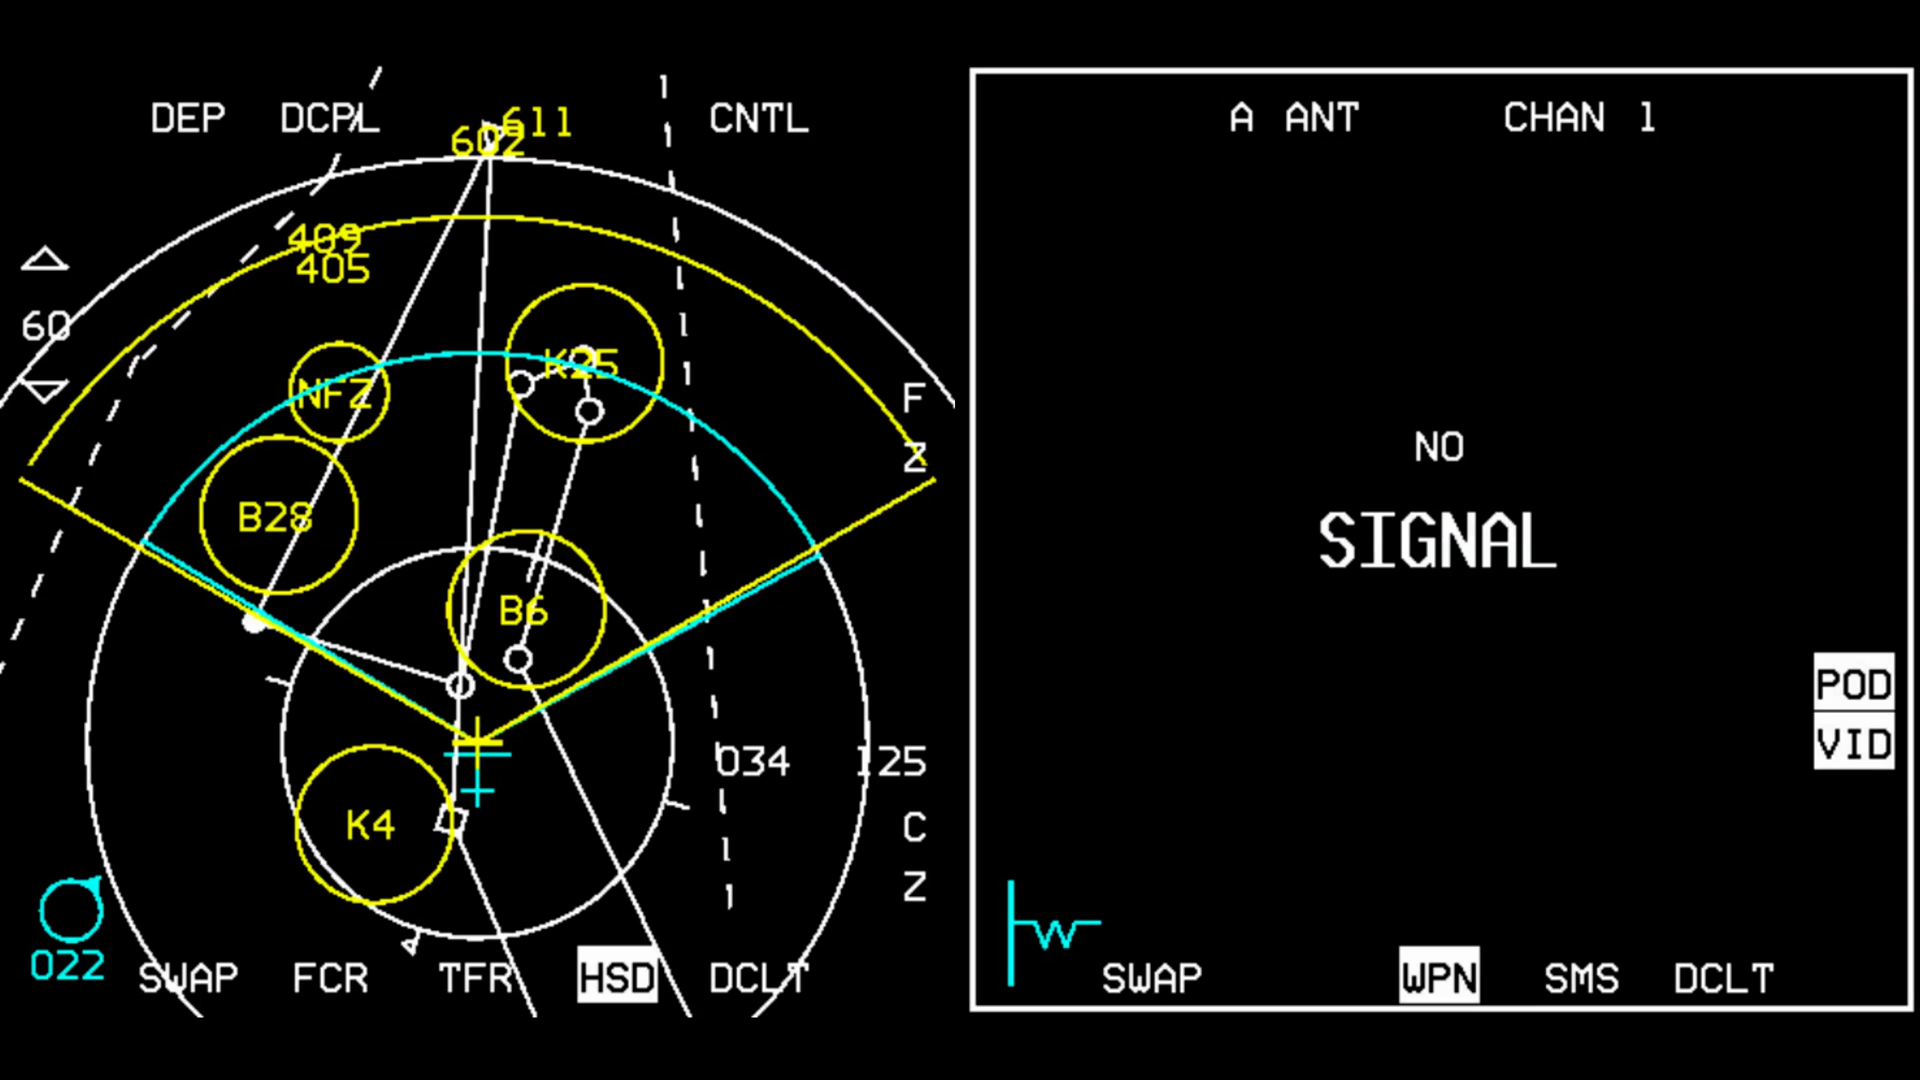 DEP DCPL CNTL
A ANT CHAN 1
611
602
409
405
60
K25
NFZ
F
Z
NO
B28
SIGNAL
B6
POD
VID
034 125
K4
C
Z
022
SWAP FCR TFR HSD DCLT
SWAP WPN SMS DCLT